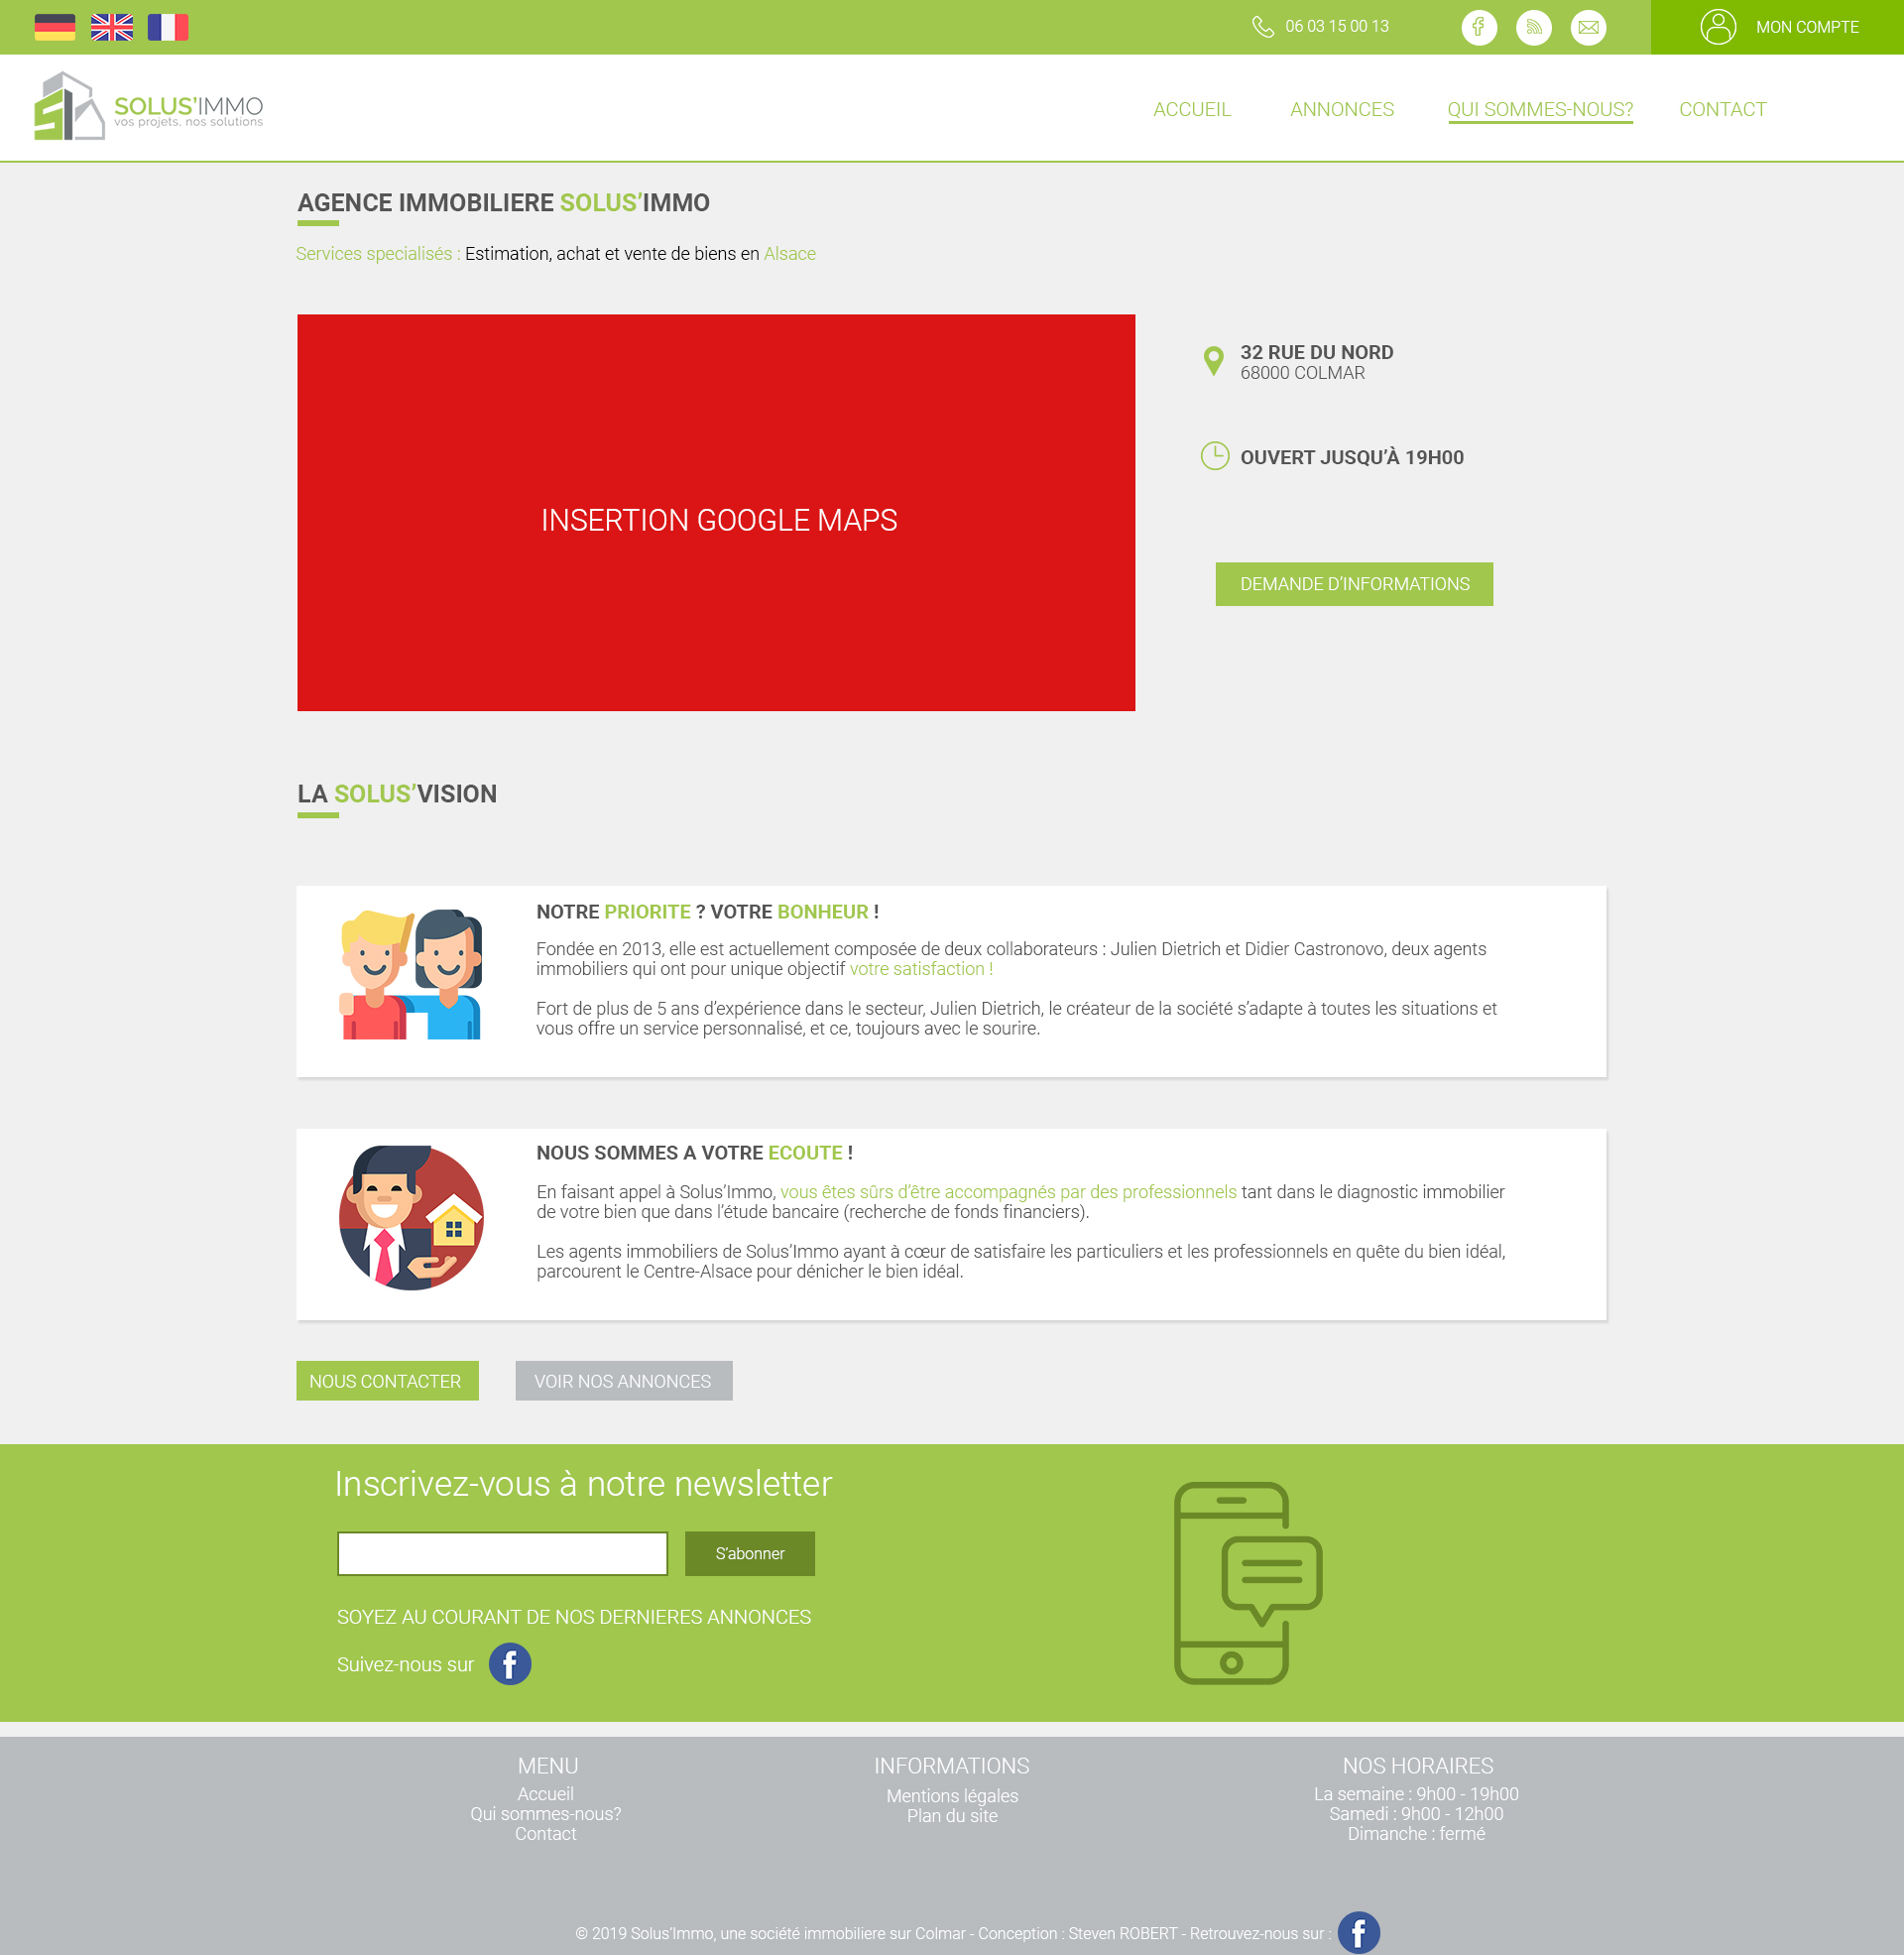 06 03 15 00 13
MON COMPTE
SOLUS'IMMO
vos projets, nos solutions
ACCUEIL
ANNONCES
QUI SOMMES-NOUS?
CONTACT
AGENCE IMMOBILIERE SOLUS’IMMO
Services specialisés : Estimation, achat et vente de biens en Alsace
INSERTION GOOGLE MAPS
32 RUE DU NORD
68000 COLMAR
OUVERT JUSQU’À 19H00
DEMANDE D’INFORMATIONS
LA SOLUS’VISION
NOTRE PRIORITE ? VOTRE BONHEUR !
Fondée en 2013, elle est actuellement composée de deux collaborateurs : Julien Dietrich et Didier Castronovo, deux agents
immobiliers qui ont pour unique objectif votre satisfaction !
Fort de plus de 5 ans d’expérience dans le secteur, Julien Dietrich, le créateur de la société s’adapte à toutes les situations et
vous offre un service personnalisé, et ce, toujours avec le sourire.
NOUS SOMMES A VOTRE ECOUTE !
En faisant appel à Solus’Immo, vous êtes sûrs d’être accompagnés par des professionnels tant dans le diagnostic immobilier
de votre bien que dans l’étude bancaire (recherche de fonds financiers).
Les agents immobiliers de Solus’Immo ayant à cœur de satisfaire les particuliers et les professionnels en quête du bien idéal,
parcourent le Centre-Alsace pour dénicher le bien idéal.
NOUS CONTACTER
VOIR NOS ANNONCES
Inscrivez-vous à notre newsletter
S’abonner
SOYEZ AU COURANT DE NOS DERNIERES ANNONCES
Suivez-nous sur
MENU
Accueil
Qui sommes-nous?
Contact
INFORMATIONS
Mentions légales
Plan du site
NOS HORAIRES
La semaine : 9h00 - 19h00
Samedi : 9h00 - 12h00
Dimanche : fermé
© 2019 Solus’Immo, une société immobiliere sur Colmar - Conception : Steven ROBERT - Retrouvez-nous sur :